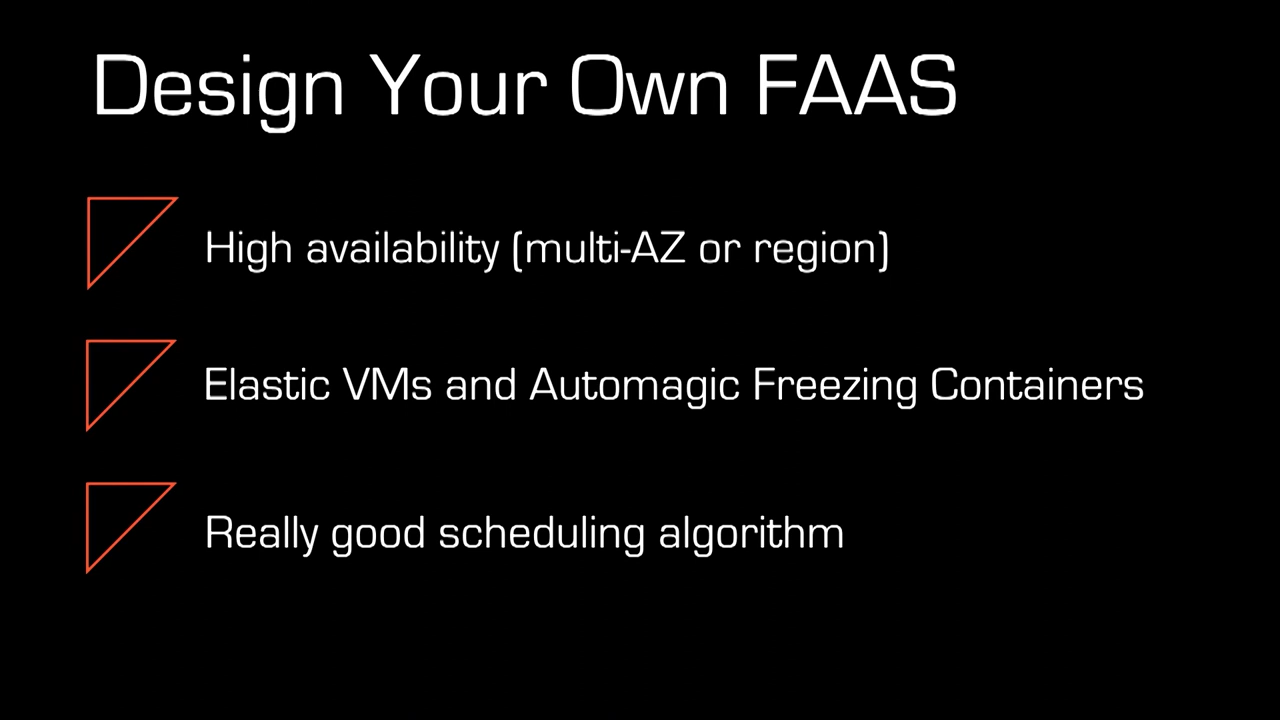 Design Your Own FAAS
High availability (multi-AZ or region)
Elastic VMs and Automagic Freezing Containers
Really good scheduling algorithm